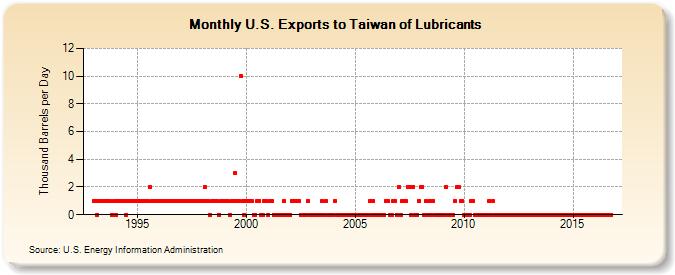 Monthly U.S. Exports to Taiwan of Lubricants
Thousand Barrels per Day
12
10
8
6
4
2
0
1995 2000 2005 2010 2015
Source: U.S. Energy Information Administration